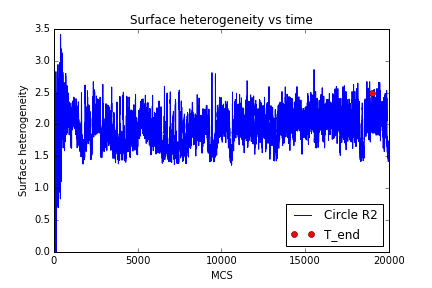 Surface heterogeneity vs time
3.5
3.0
2.5
2.0
1.5
1.0
0.5
0.0
Surface heterogeneity
0
5000
10000
15000
20000
MCS
Circle R2
T_end